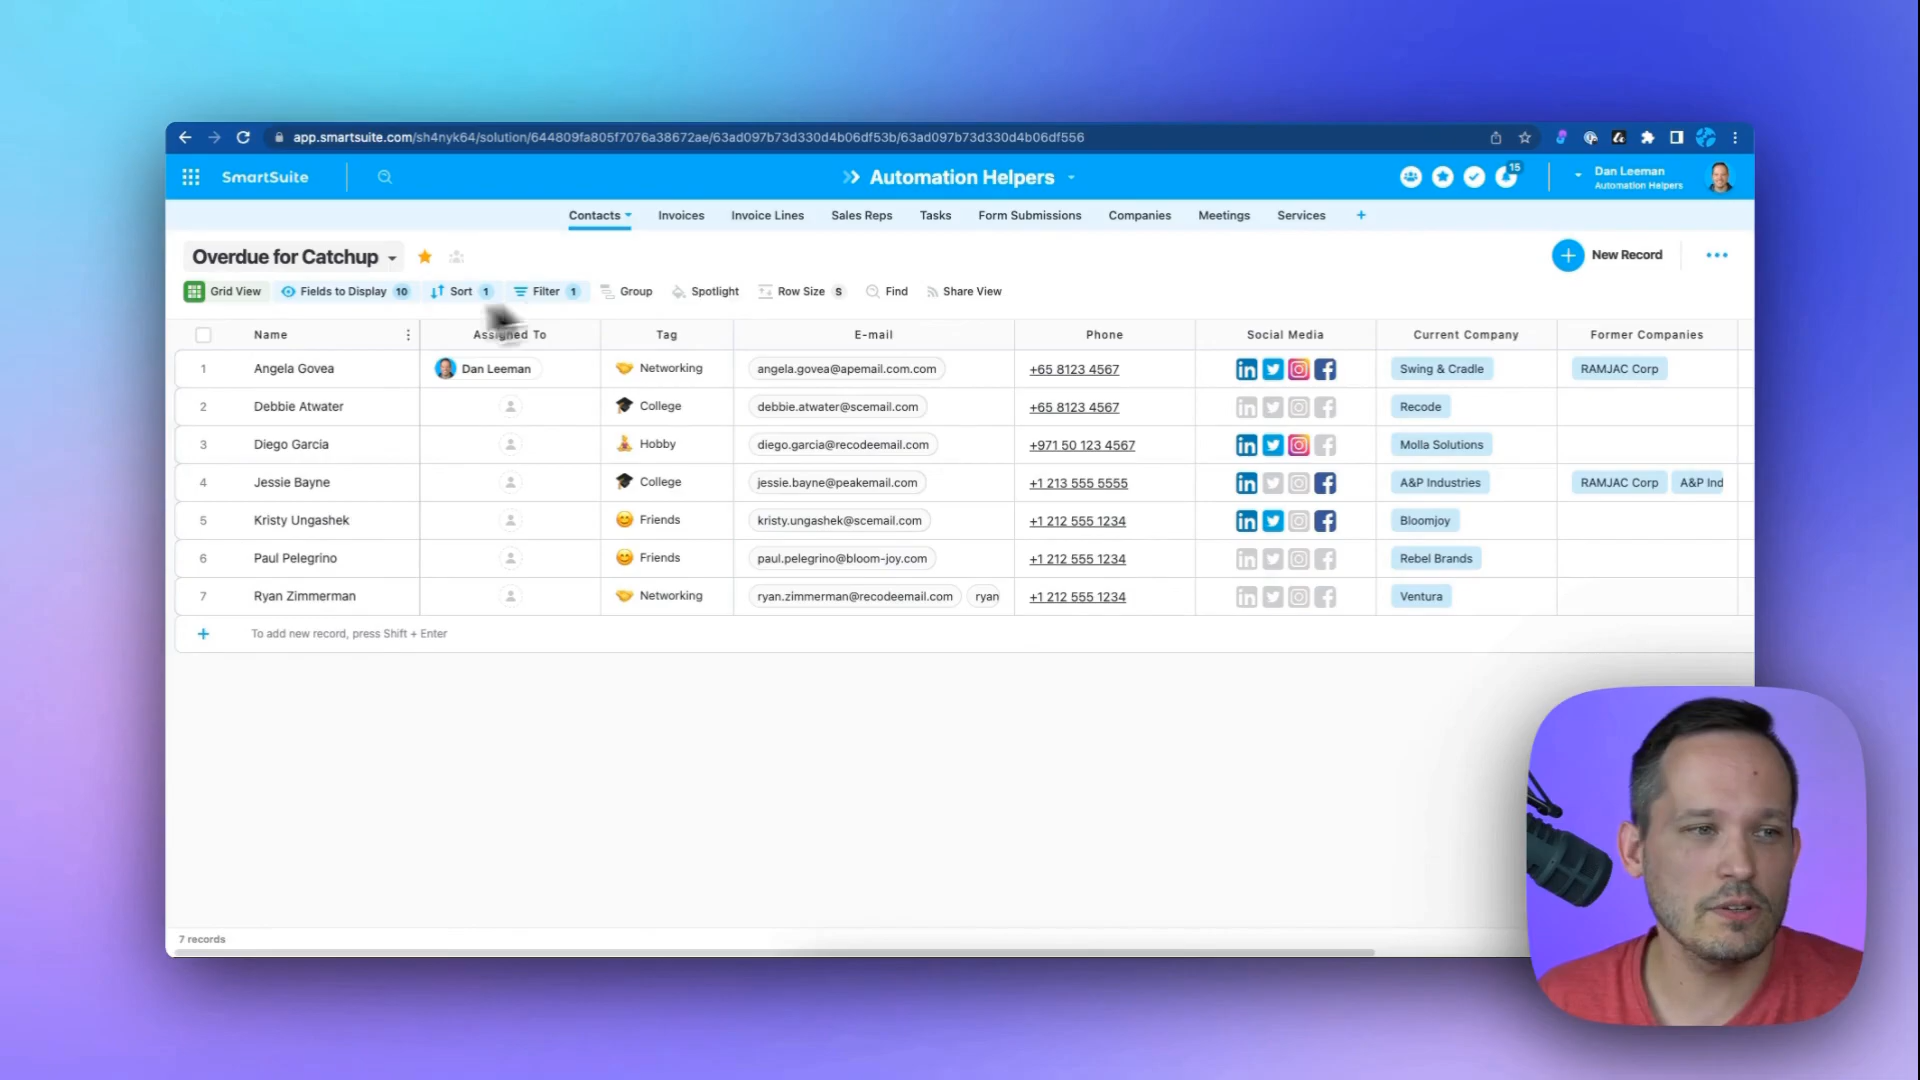 app.smartsuite.com/sh4nyk64/solution/644809fa805f7076a38672ae/63ad097b73d330d4b06df53b/63ad097b73d330d4b06df556
SmartSuite Automation Helpers 15 Dan Leeman
Automation Helpers
Contacts Invoices Invoice Lines Sales Reps Tasks Form Submissions Companies Meetings Services +
Overdue for Catchup New Record
Grid View Fields to Display 10 Sort 1 Filter 1 Group Spotlight Row Size S Find Share View
Name Assigned To Tag E-mail Phone Social Media Current Company Former Companies
1 Angela Govea Dan Leeman Networking angela.govea@apemail.com.com +65 8123 4567 Swing & Cradle RAMJAC Corp
2 Debbie Atwater College debbie.atwater@scemail.com +65 8123 4567 Recode
3 Diego Garcia Hobby diego.garcia@recodeemail.com +971 50 123 4567 Molla Solutions
4 Jessie Bayne College jessie.bayne@peakemail.com +1 213 555 5555 A&P Industries RAMJAC Corp A&P Ind
5 Kristy Ungashek Friends kristy.ungashek@scemail.com +1 212 555 1234 Bloomjoy
6 Paul Pelegrino Friends paul.pelegrino@bloom-joy.com +1 212 555 1234 Rebel Brands
7 Ryan Zimmerman Networking ryan.zimmerman@recodeemail.com ryan +1 212 555 1234 Ventura
+ To add new record, press Shift + Enter
7 records